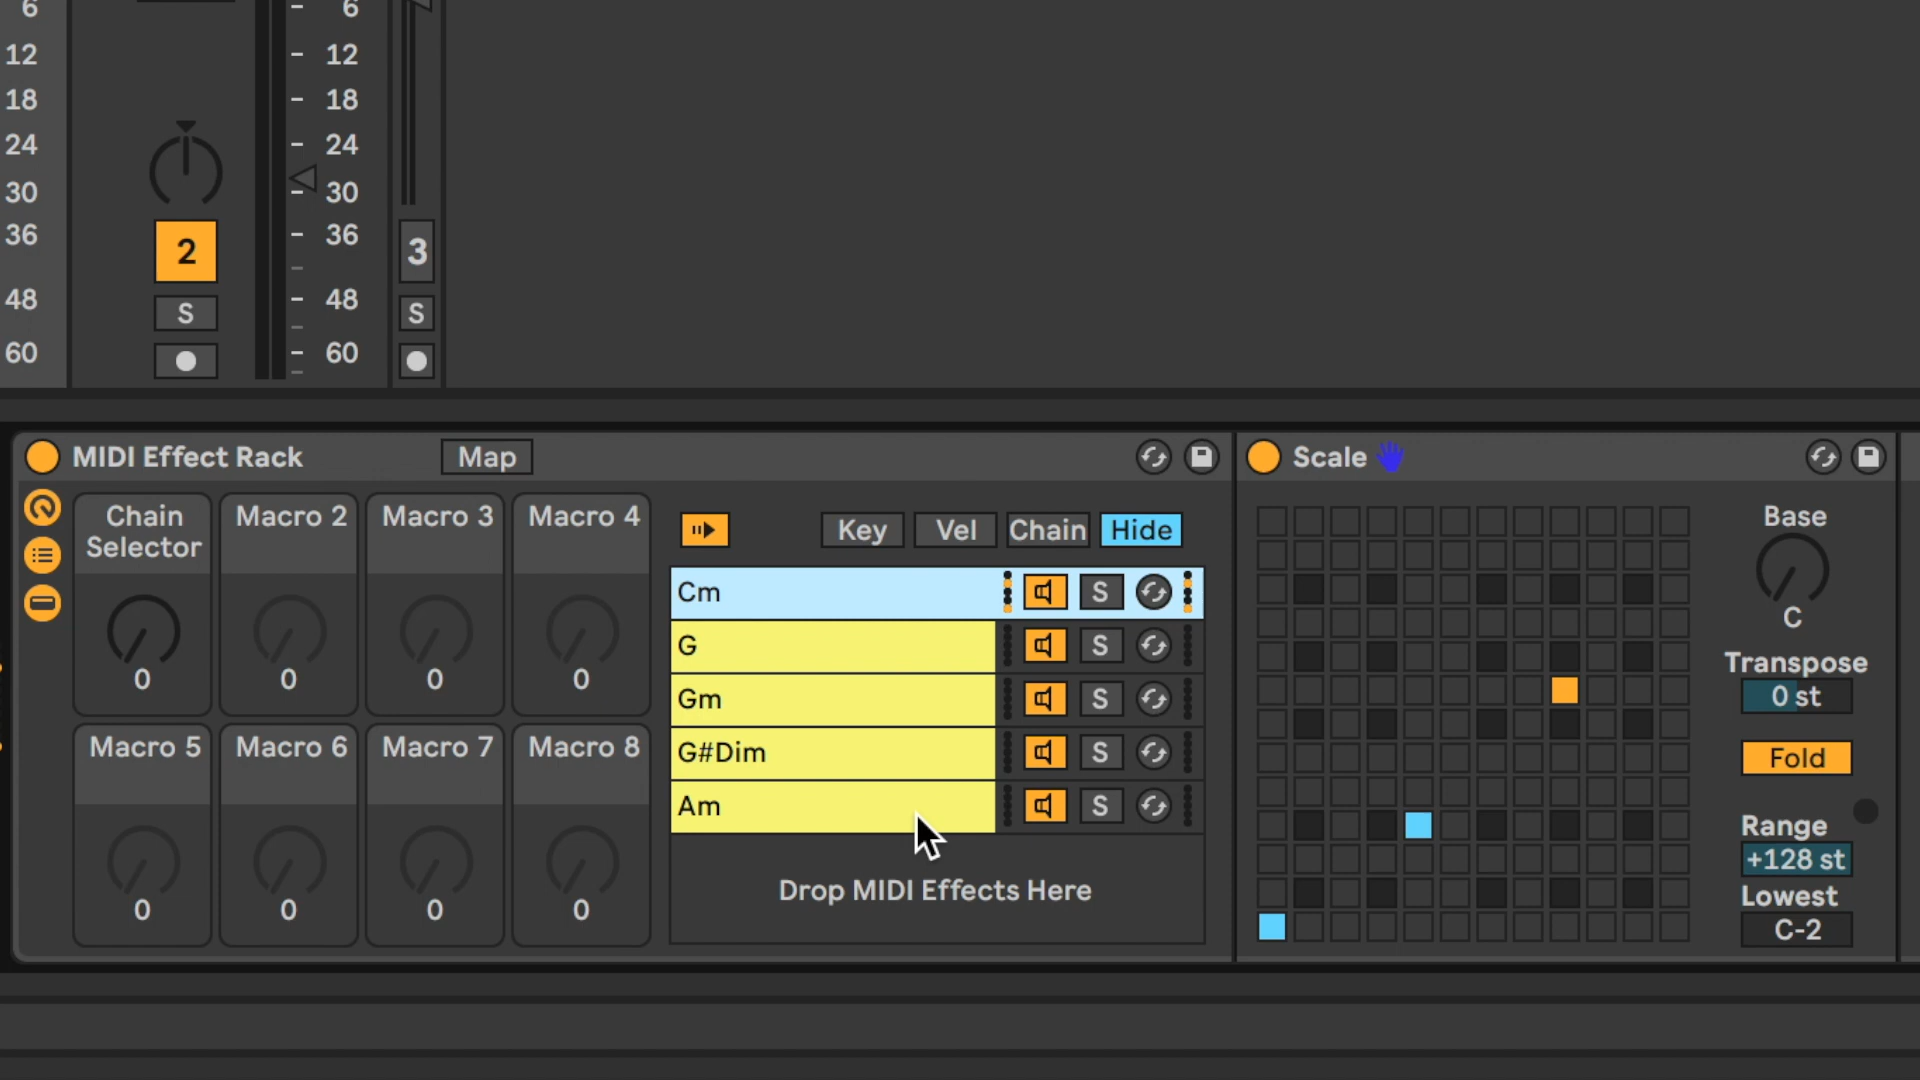 6 6
12 12
18 18
24 24
30 30
36 2 36 3
48 S 48 S
60 60
MIDI Effect Rack Map Scale
Chain Selector Macro 2 Macro 3 Macro 4
0 0 0 0
Macro 5 Macro 6 Macro 7 Macro 8
0 0 0 0
Key Vel Chain Hide
Cm S
G S
Gm S
G#Dim S
Am S
Drop MIDI Effects Here
Base
C
Transpose
0 st
Fold
Range
+128 st
Lowest
C-2